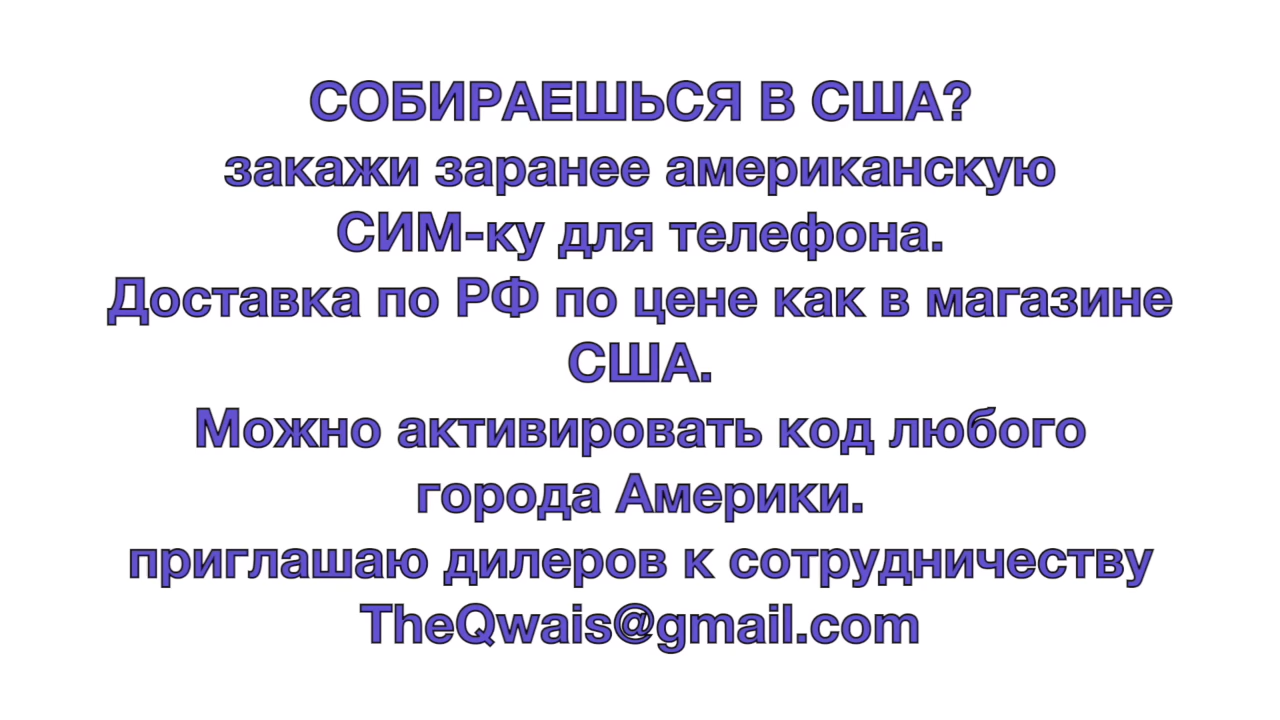 СОБИРАЕШЬСЯ В США?
закажи заранее американскую
СИМ-ку для телефона.
Доставка по РФ по цене как в магазине
США.
Можно активировать код любого
города Америки.
приглашаю дилеров к сотрудничеству
TheQwais@gmail.com